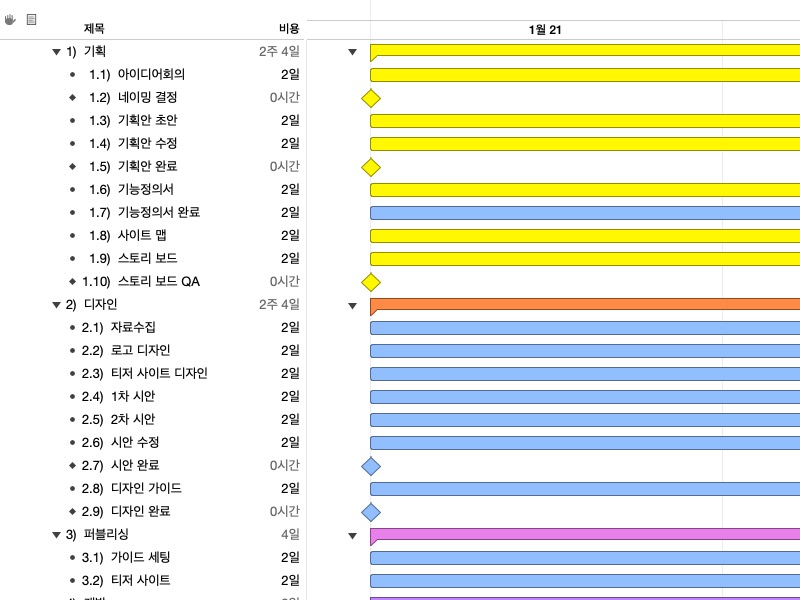 제목 비용 1월 21
1) 기획 2주 4일
1.1) 아이디어회의 2일
1.2) 네이밍 결정 0시간
1.3) 기획안 초안 2일
1.4) 기획안 수정 2일
1.5) 기획안 완료 0시간
1.6) 기능정의서 2일
1.7) 기능정의서 완료 2일
1.8) 사이트 맵 2일
1.9) 스토리 보드 2일
1.10) 스토리 보드 QA 0시간
2) 디자인 2주 4일
2.1) 자료수집 2일
2.2) 로고 디자인 2일
2.3) 티저 사이트 디자인 2일
2.4) 1차 시안 2일
2.5) 2차 시안 2일
2.6) 시안 수정 2일
2.7) 시안 완료 0시간
2.8) 디자인 가이드 2일
2.9) 디자인 완료 0시간
3) 퍼블리싱 4일
3.1) 가이드 세팅 2일
3.2) 티저 사이트 2일